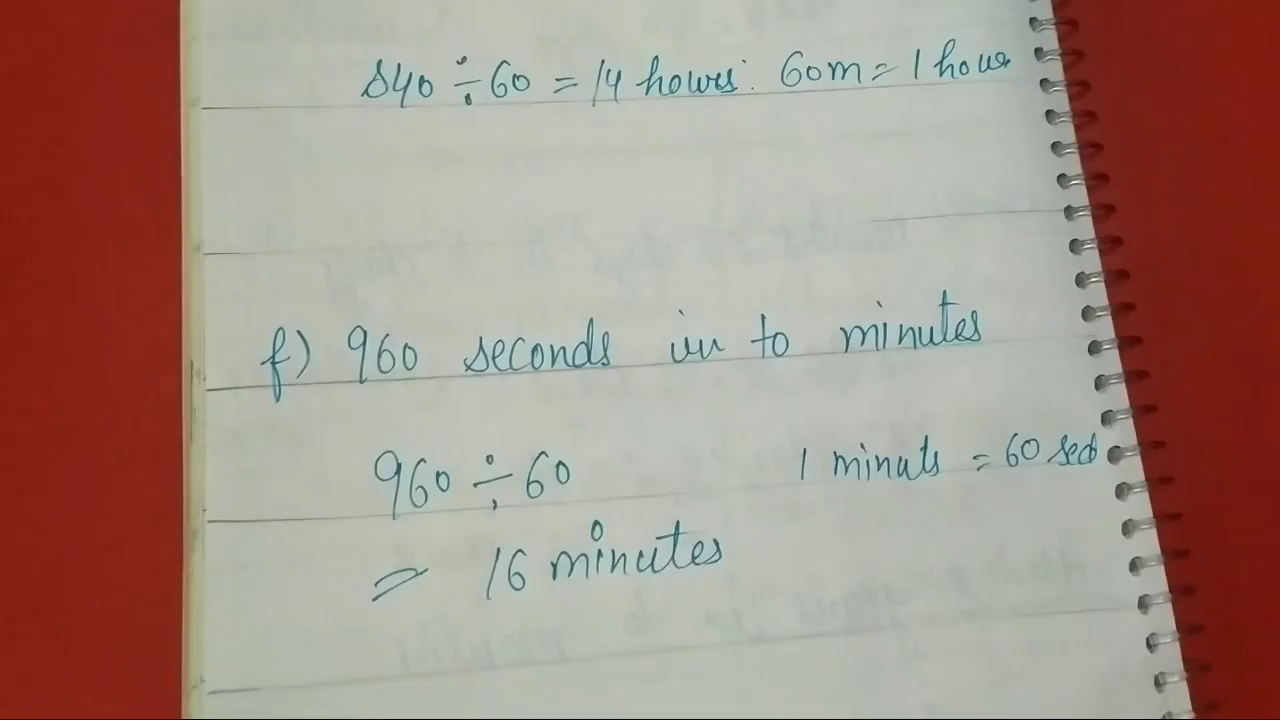 840 ÷ 60 = 14 hours. 60m = 1 hour
f) 960 seconds in to minutes
960 ÷ 60 1 minute = 60 sec
= 16 minutes